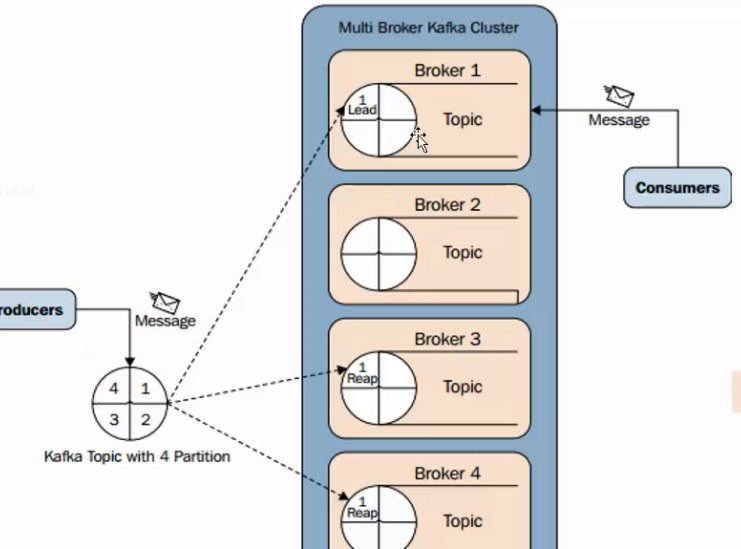 Multi Broker Kafka Cluster
Broker 1
1
Lead
Topic
Message
Consumers
Broker 2
Topic
roducers
Message
Broker 3
1
Reap
Topic
4 1
3 2
Kafka Topic with 4 Partition
Broker 4
1
Reap
Topic